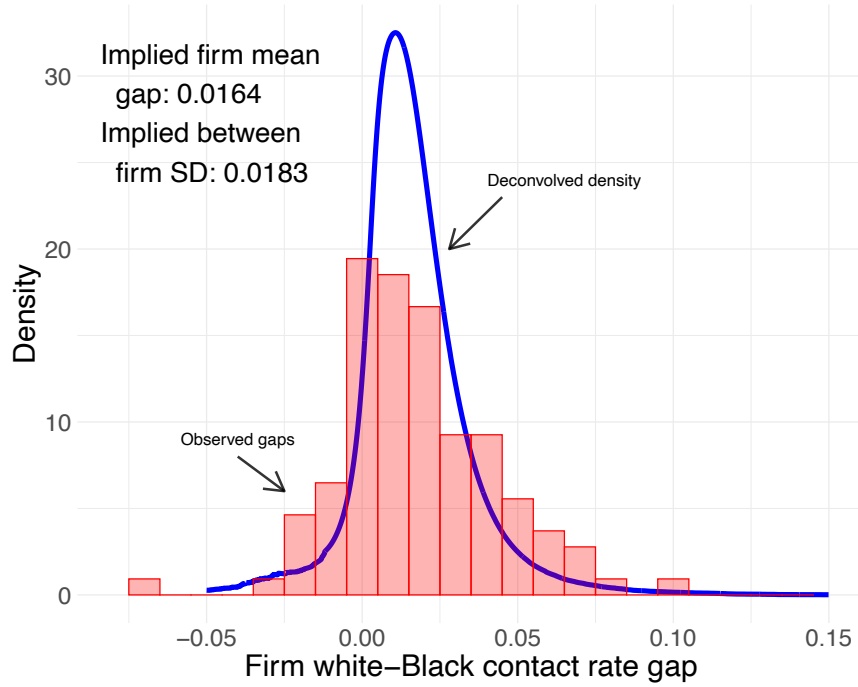 Implied firm mean
gap: 0.0164
Implied between
firm SD: 0.0183
Deconvolved density
Observed gaps
Density
30
20
10
0
−0.05 0.00 0.05 0.10 0.15
Firm white−Black contact rate gap